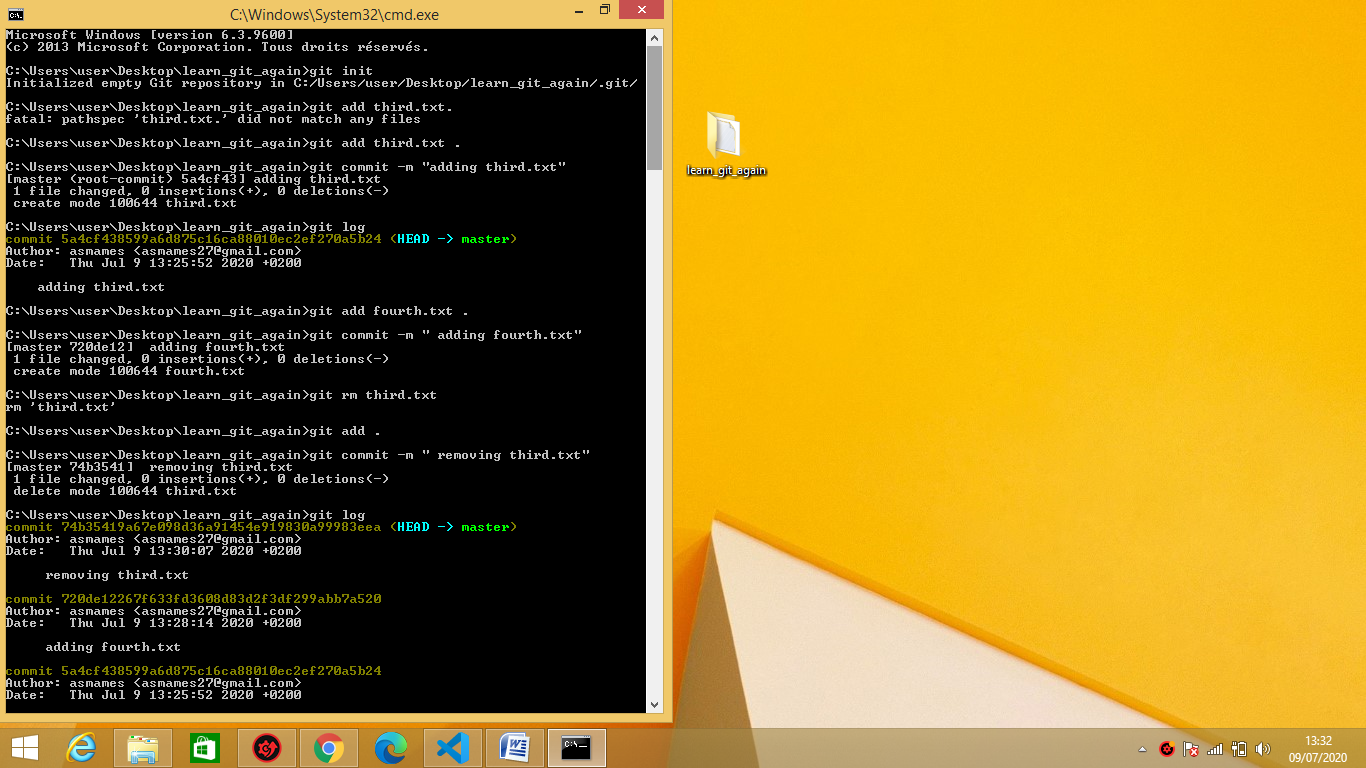 C:\Windows\System32\cmd.exe
Microsoft Windows [version 6.3.9600]
(c) 2013 Microsoft Corporation. Tous droits réservés.
C:\Users\user\Desktop\learn_git_again>git init
Initialized empty Git repository in C:/Users/user/Desktop/learn_git_again/.git/
C:\Users\user\Desktop\learn_git_again>git add third.txt.
fatal: pathspec 'third.txt.' did not match any files
C:\Users\user\Desktop\learn_git_again>git add third.txt .
C:\Users\user\Desktop\learn_git_again>git commit -m "adding third.txt"
[master (root-commit) 5a4cf43] adding third.txt
 1 file changed, 0 insertions(+), 0 deletions(-)
 create mode 100644 third.txt
C:\Users\user\Desktop\learn_git_again>git log
commit 5a4cf438599a6d875c16ca88010ec2ef270a5b24 (HEAD -> master)
Author: asmames <asmames27@gmail.com>
Date:   Thu Jul 9 13:25:52 2020 +0200
    adding third.txt
C:\Users\user\Desktop\learn_git_again>git add fourth.txt .
C:\Users\user\Desktop\learn_git_again>git commit -m " adding fourth.txt"
[master 720de12]  adding fourth.txt
 1 file changed, 0 insertions(+), 0 deletions(-)
 create mode 100644 fourth.txt
C:\Users\user\Desktop\learn_git_again>git rm third.txt
rm 'third.txt'
C:\Users\user\Desktop\learn_git_again>git add .
C:\Users\user\Desktop\learn_git_again>git commit -m " removing third.txt"
[master 74b3541]  removing third.txt
 1 file changed, 0 insertions(+), 0 deletions(-)
 delete mode 100644 third.txt
C:\Users\user\Desktop\learn_git_again>git log
commit 74b35419a67e098d36a91454e919830a99983eea (HEAD -> master)
Author: asmames <asmames27@gmail.com>
Date:   Thu Jul 9 13:30:07 2020 +0200
     removing third.txt
commit 720de12267f633fd3608d83d2f3df299abb7a520
Author: asmames <asmames27@gmail.com>
Date:   Thu Jul 9 13:28:14 2020 +0200
     adding fourth.txt
commit 5a4cf438599a6d875c16ca88010ec2ef270a5b24
Author: asmames <asmames27@gmail.com>
Date:   Thu Jul 9 13:25:52 2020 +0200
learn_git_again
13:32
09/07/2020